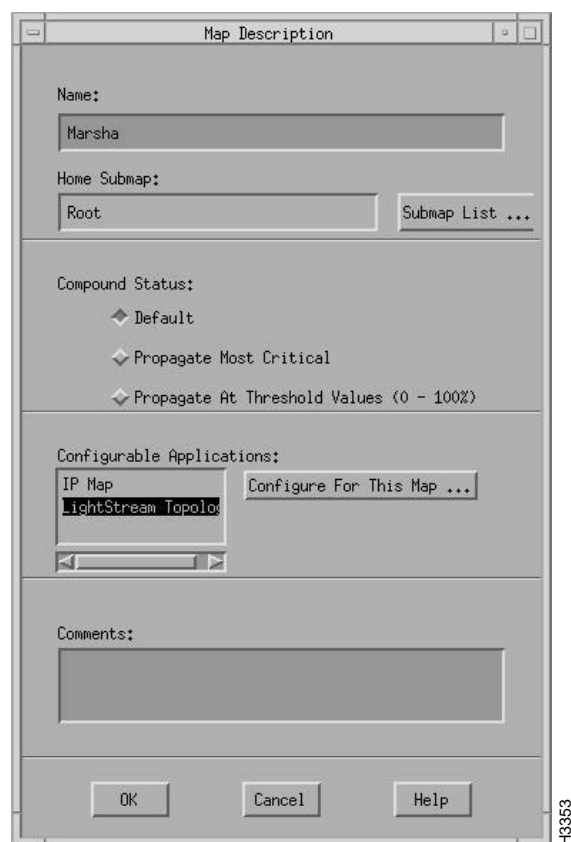 Map Description
Name:
Marsha
Home Submap:
Root
Submap List ...
Compound Status:
Default
Propagate Most Critical
Propagate At Threshold Values (0 - 100%)
Configurable Applications:
IP Map
Configure For This Map ...
LightStream Topolog
Comments:
OK
Cancel
Help
H3353